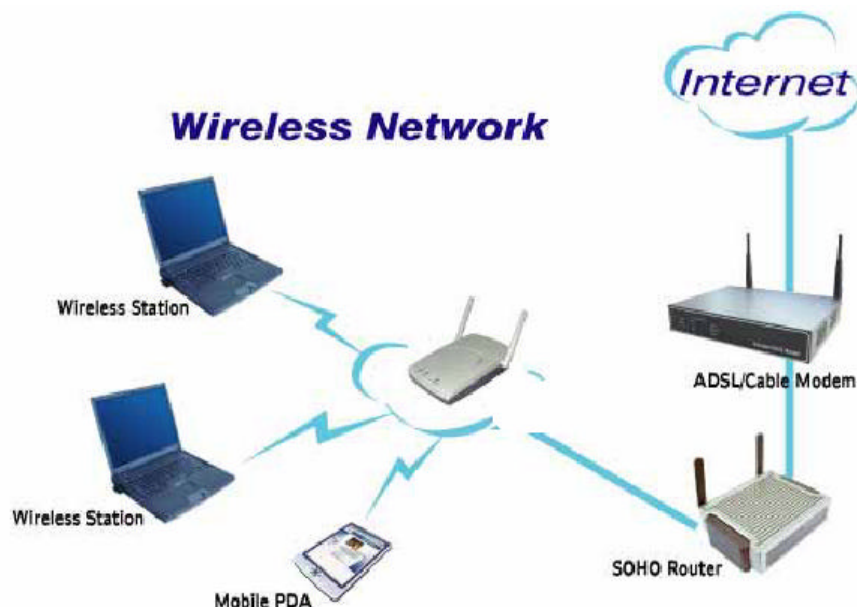 Internet
Wireless Network
Wireless Station
ADSL/Cable Modem
Wireless Station
SOHO Router
Mobile PDA